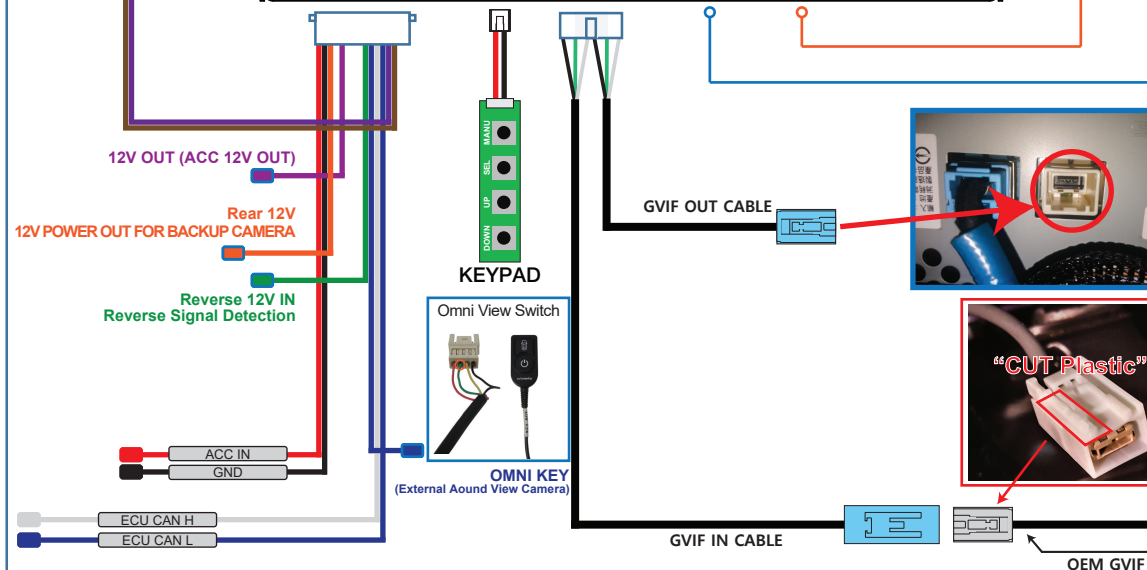 12V OUT (ACC 12V OUT)
Rear 12V
12V POWER OUT FOR BACKUP CAMERA
Reverse 12V IN
Reverse Signal Detection
ACC IN
GND
ECU CAN H
ECU CAN L
MANU
SEL
UP
DOWN
KEYPAD
Omni View Switch
OMNI KEY
(External Aound View Camera)
GVIF OUT CABLE
“CUT Plastic”
GVIF IN CABLE
OEM GVIF